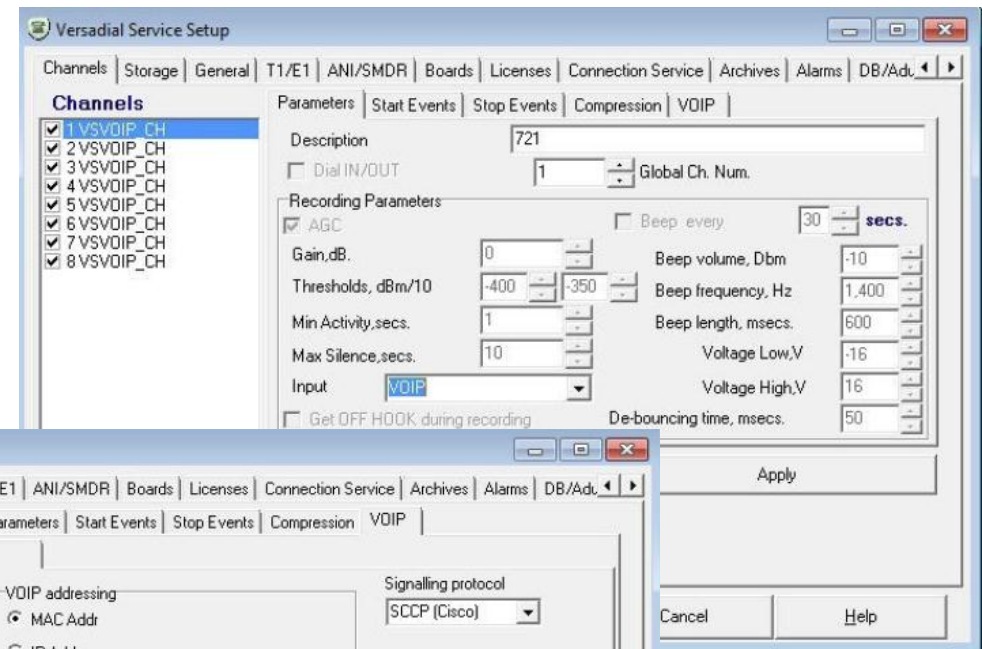 Versadial Service Setup
Channels Storage General T1/E1 ANI/SMDR Boards Licenses Connection Service Archives Alarms DB/Adv
Channels
1 VSVOIP_CH
2 VSVOIP_CH
3 VSVOIP_CH
4 VSVOIP_CH
5 VSVOIP_CH
6 VSVOIP_CH
7 VSVOIP_CH
8 VSVOIP_CH
Parameters Start Events Stop Events Compression VOIP
Description 721
Dial IN/OUT 1 Global Ch. Num.
Recording Parameters
AGC Beep every 30 secs.
Gain,dB. 0 Beep volume, Dbm -10
Thresholds, dBm/10 -400 -350 Beep frequency, Hz 1,400
Min Activity,secs. 1 Beep length, msecs. 600
Max Silence,secs. 10 Voltage Low,V -16
Input VOIP Voltage High,V 16
Get OFF HOOK during recording De-bouncing time, msecs. 50
Apply
Cancel Help
E1 ANI/SMDR Boards Licenses Connection Service Archives Alarms DB/Adv
arameters Start Events Stop Events Compression VOIP
VOIP addressing Signalling protocol
MAC Addr SCCP (Cisco)